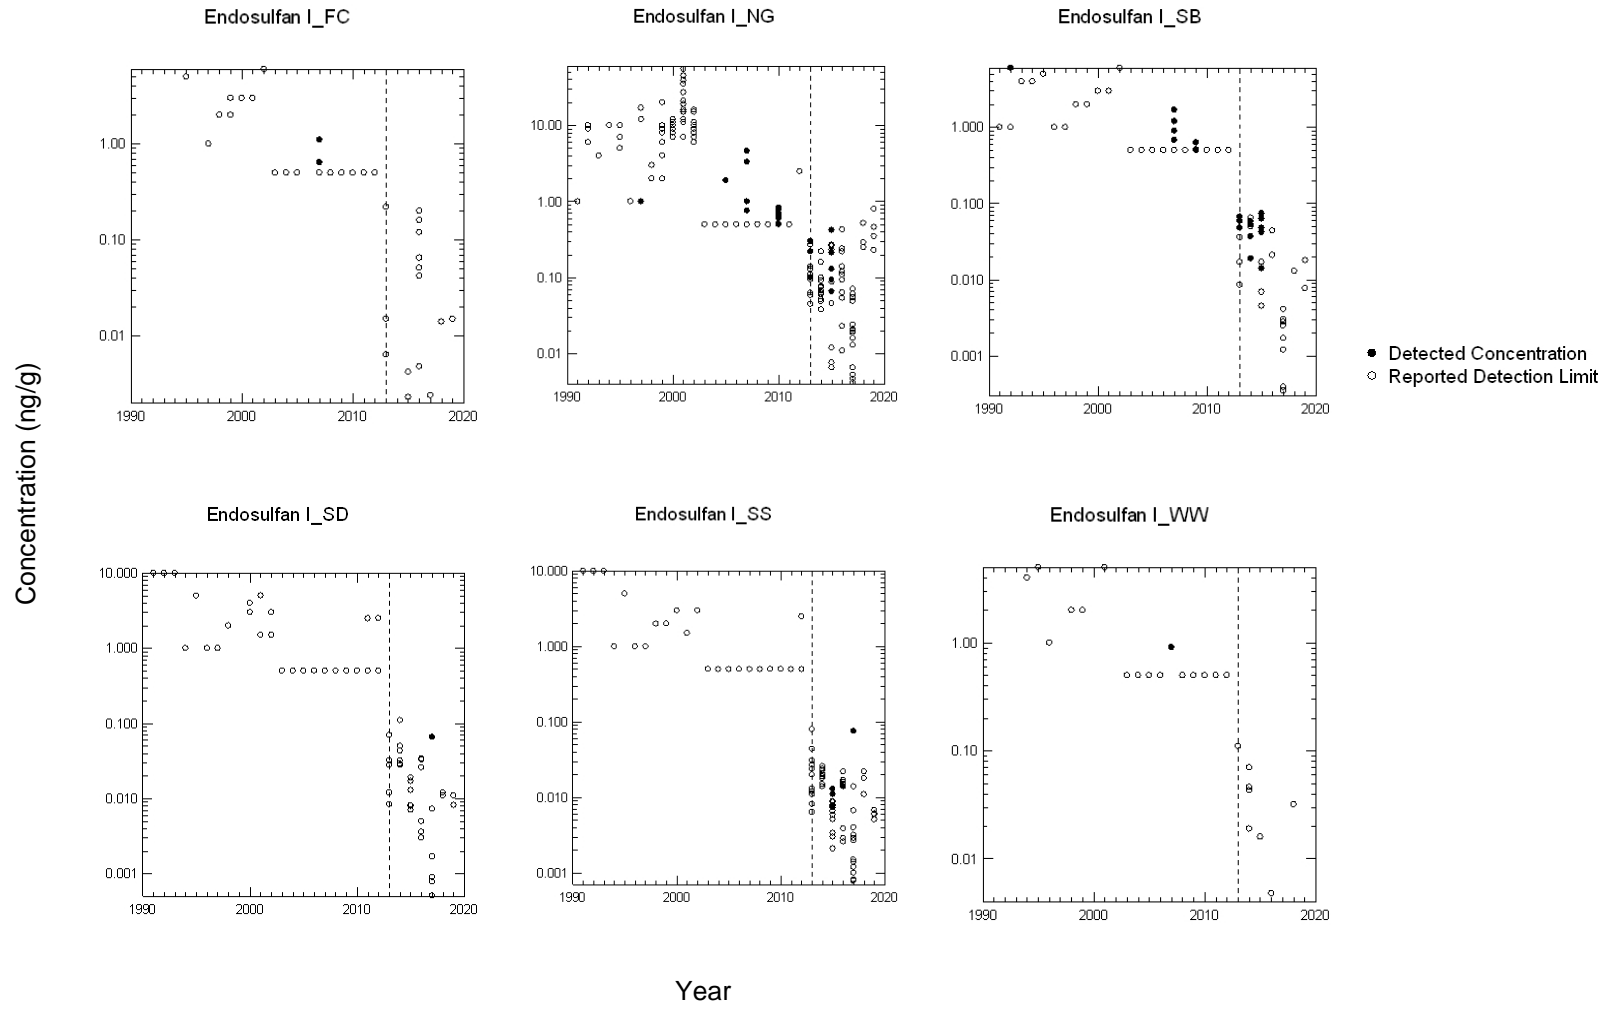 Endosulfan I_FC
Endosulfan I_NG
Endosulfan I_SB
1.00
0.10
0.01
1990 2000 2010 2020
10.00
1.00
0.10
0.01
1990 2000 2010 2020
1.000
0.100
0.010
0.001
1990 2000 2010 2020
Detected Concentration
Reported Detection Limit
Concentration (ng/g)
Endosulfan I_SD
Endosulfan I_SS
Endosulfan I_WW
10.000
1.000
0.100
0.010
0.001
1990 2000 2010 2020
10.000
1.000
0.100
0.010
0.001
1990 2000 2010 2020
1.00
0.10
0.01
1990 2000 2010 2020
Year